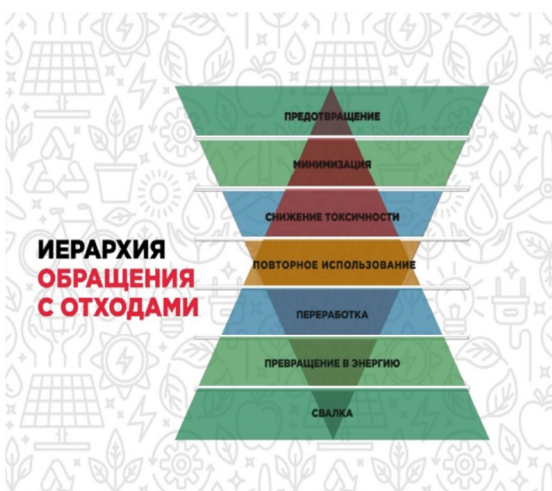 ПРЕДОТВРАЩЕНИЕ
МИНИМИЗАЦИЯ
СНИЖЕНИЕ ТОКСИЧНОСТИ
ИЕРАРХИЯ
ОБРАЩЕНИЯ
С ОТХОДАМИ
ПОВТОРНОЕ ИСПОЛЬЗОВАНИЕ
ПЕРЕРАБОТКА
ПРЕВРАЩЕНИЕ В ЭНЕРГИЮ
СВАЛКА